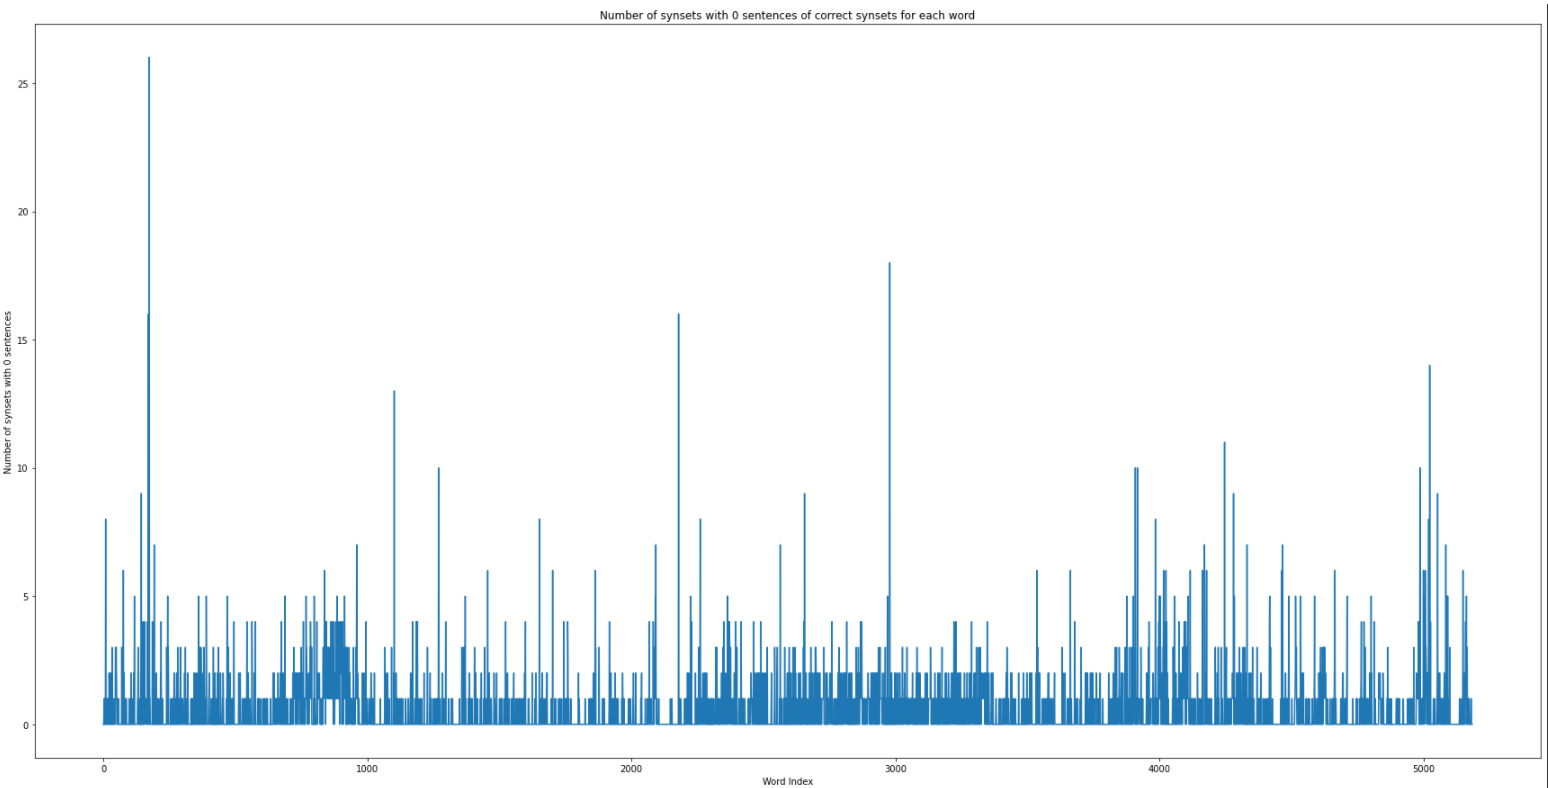 Number of synsets with 0 sentences of correct synsets for each word
Number of synsets with 0 sentences
25
20
15
10
5
0
0 1000 2000 3000 4000 5000
Word Index